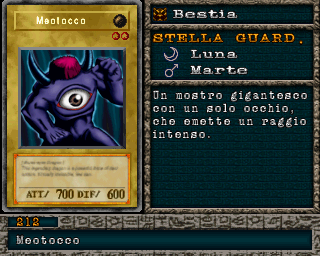 Meotocco
Bestia
STELLA GUARD.
Luna
Marte
Un mostro gigantesco
con un solo occhio,
che emette un raggio
intenso.
ATT/ 700 DIF/ 600
212
Meotocco